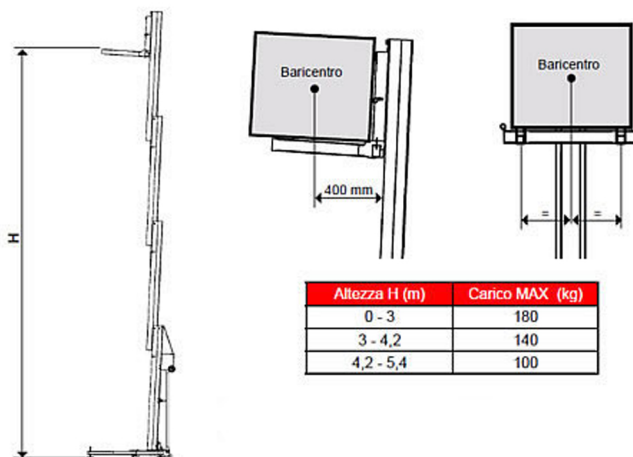 Baricentro
Baricentro
400 mm
= =
H
Altezza H (m) Carico MAX (kg)
0 - 3 180
3 - 4,2 140
4,2 - 5,4 100